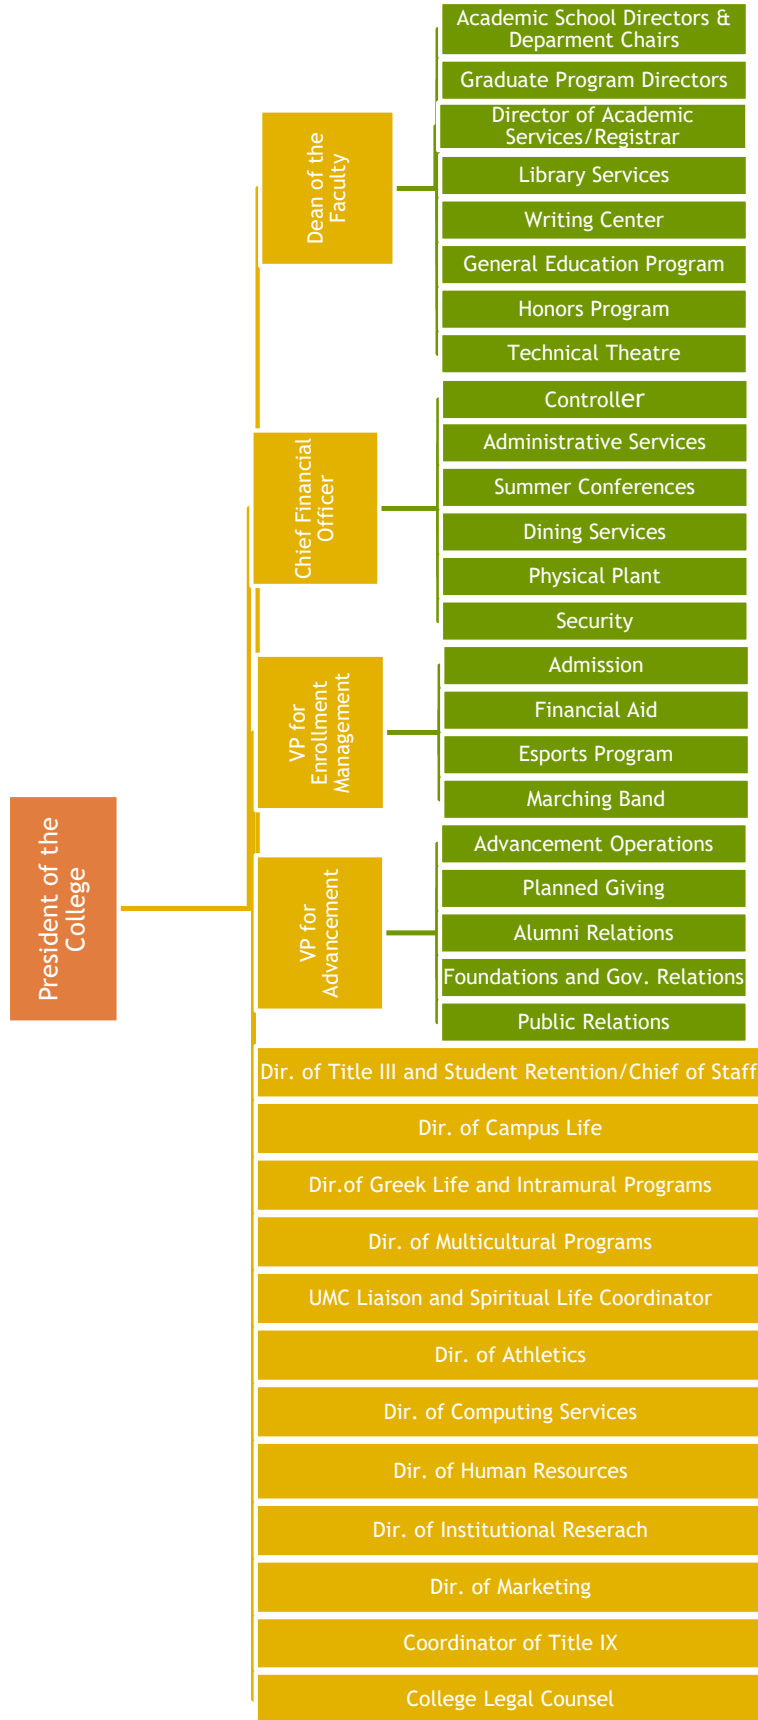 President of the
College
Dean of the
Faculty
Academic School Directors &
Deparment Chairs
Graduate Program Directors
Director of Academic
Services/Registrar
Library Services
Writing Center
General Education Program
Honors Program
Technical Theatre
Chief Financial
Officer
Controller
Administrative Services
Summer Conferences
Dining Services
Physical Plant
Security
VP for
Enrollment
Management
Admission
Financial Aid
Esports Program
Marching Band
VP for
Advancement
Advancement Operations
Planned Giving
Alumni Relations
Foundations and Gov. Relations
Public Relations
Dir. of Title III and Student Retention/Chief of Staff
Dir. of Campus Life
Dir.of Greek Life and Intramural Programs
Dir. of Multicultural Programs
UMC Liaison and Spiritual Life Coordinator
Dir. of Athletics
Dir. of Computing Services
Dir. of Human Resources
Dir. of Institutional Reserach
Dir. of Marketing
Coordinator of Title IX
College Legal Counsel